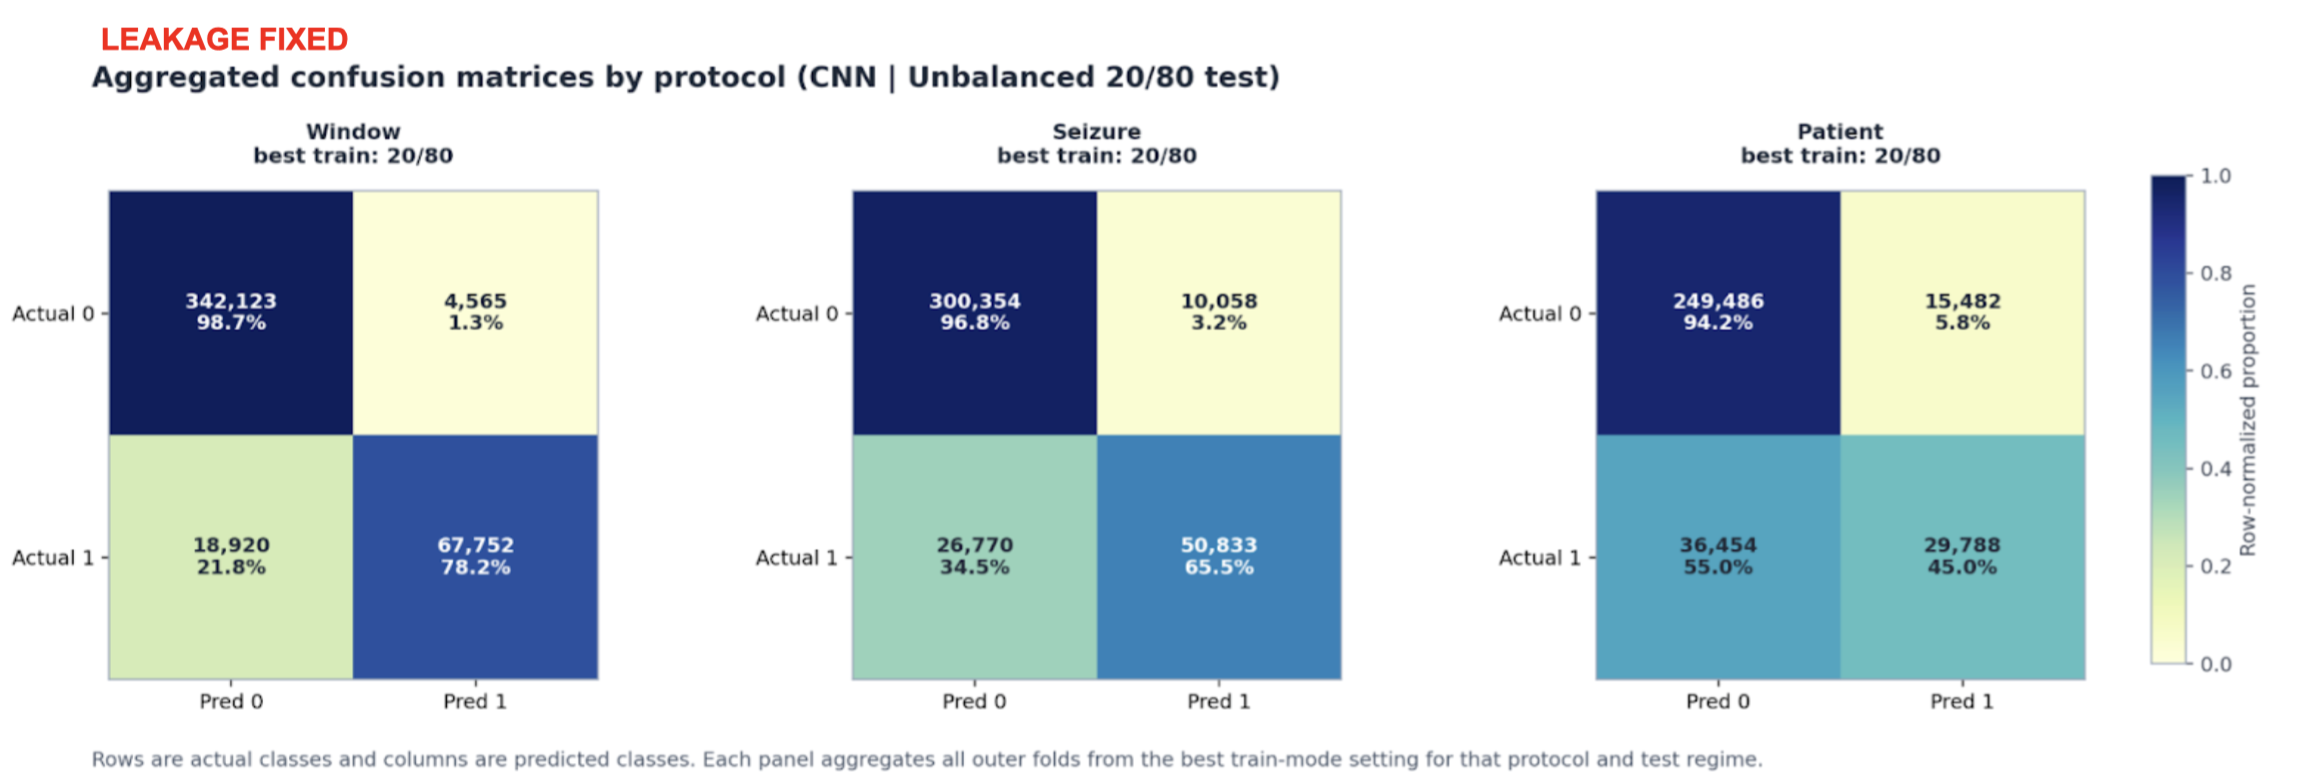 LEAKAGE FIXED
Aggregated confusion matrices by protocol (CNN | Unbalanced 20/80 test)
Window
best train: 20/80
Actual 0
342,123
98.7%
4,565
1.3%
Actual 1
18,920
21.8%
67,752
78.2%
Pred 0
Pred 1
Seizure
best train: 20/80
Actual 0
300,354
96.8%
10,058
3.2%
Actual 1
26,770
34.5%
50,833
65.5%
Pred 0
Pred 1
Patient
best train: 20/80
Actual 0
249,486
94.2%
15,482
5.8%
Actual 1
36,454
55.0%
29,788
45.0%
Pred 0
Pred 1
1.0
0.8
0.6
0.4
0.2
0.0
Row-normalized proportion
Rows are actual classes and columns are predicted classes. Each panel aggregates all outer folds from the best train-mode setting for that protocol and test regime.